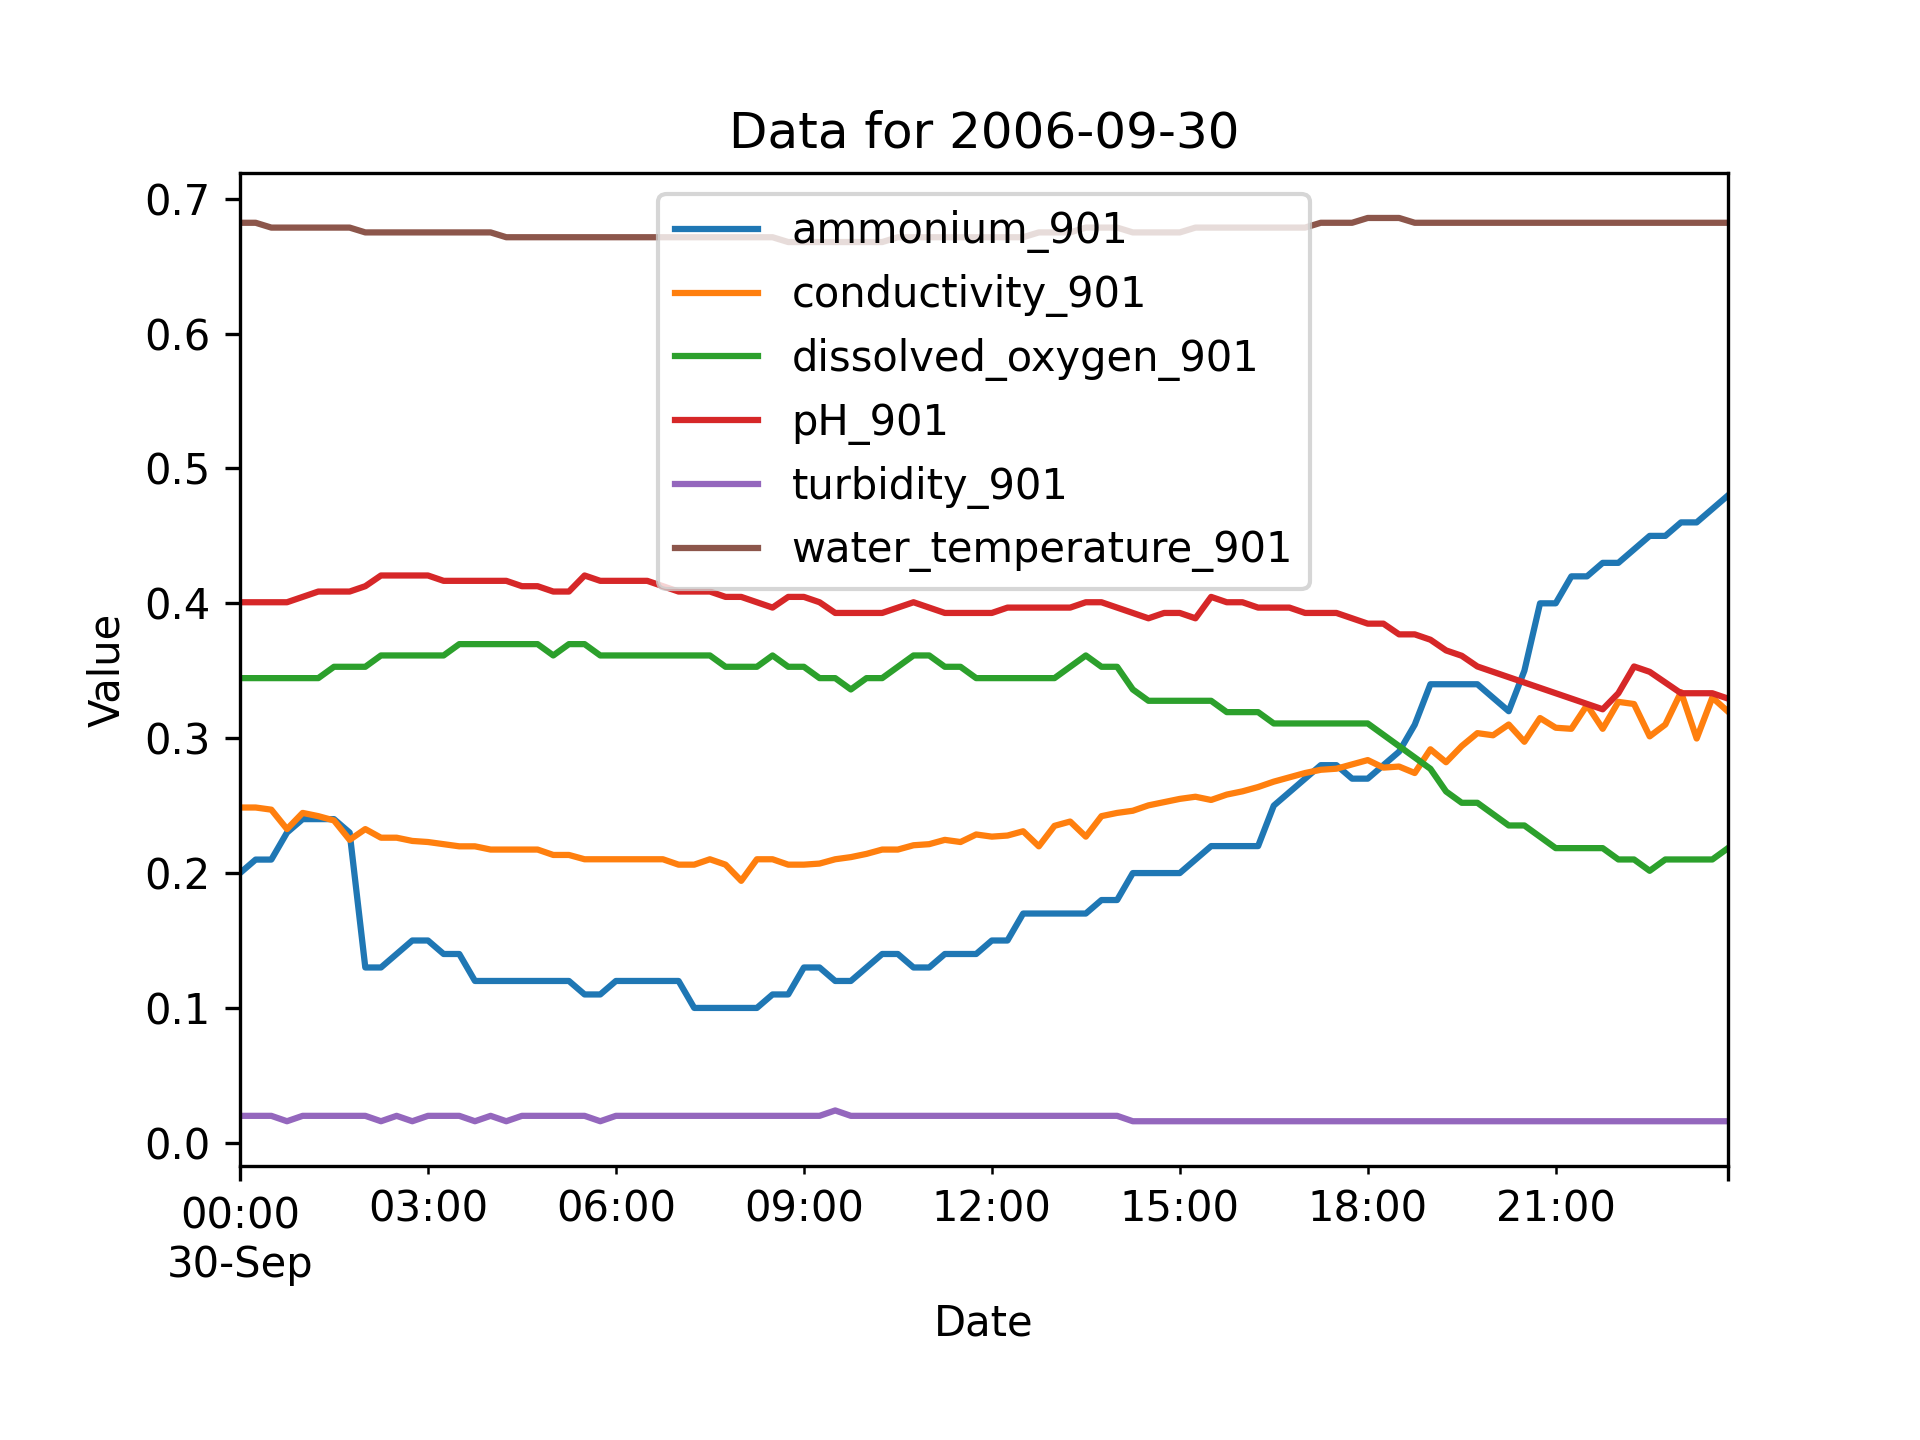 Data for 2006-09-30
0.7
0.6
0.5
0.4
0.3
0.2
0.1
0.0
Value
ammonium_901
conductivity_901
dissolved_oxygen_901
pH_901
turbidity_901
water_temperature_901
00:00 03:00 06:00 09:00 12:00 15:00 18:00 21:00
30-Sep
Date